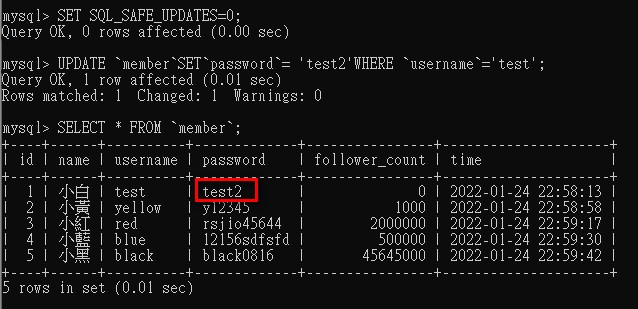 mysql> SET SQL_SAFE_UPDATES=0;
Query OK, 0 rows affected (0.00 sec)
mysql> UPDATE `member`SET`password`= 'test2'WHERE `username`='test';
Query OK, 1 row affected (0.01 sec)
Rows matched: 1  Changed: 1  Warnings: 0
mysql> SELECT * FROM `member`;
+----+------+----------+-------------+----------------+---------------------+
| id | name | username | password    | follower_count | time                |
+----+------+----------+-------------+----------------+---------------------+
|  1 | 小白 | test     | test2       |              0 | 2022-01-24 22:58:13 |
|  2 | 小黃 | yellow   | yl2345      |           1000 | 2022-01-24 22:58:58 |
|  3 | 小紅 | red      | rsjio45644  |        2000000 | 2022-01-24 22:59:17 |
|  4 | 小藍 | blue     | 12156sdfsfd |         500000 | 2022-01-24 22:59:30 |
|  5 | 小黑 | black    | black0816   |       45645000 | 2022-01-24 22:59:42 |
+----+------+----------+-------------+----------------+---------------------+
5 rows in set (0.01 sec)